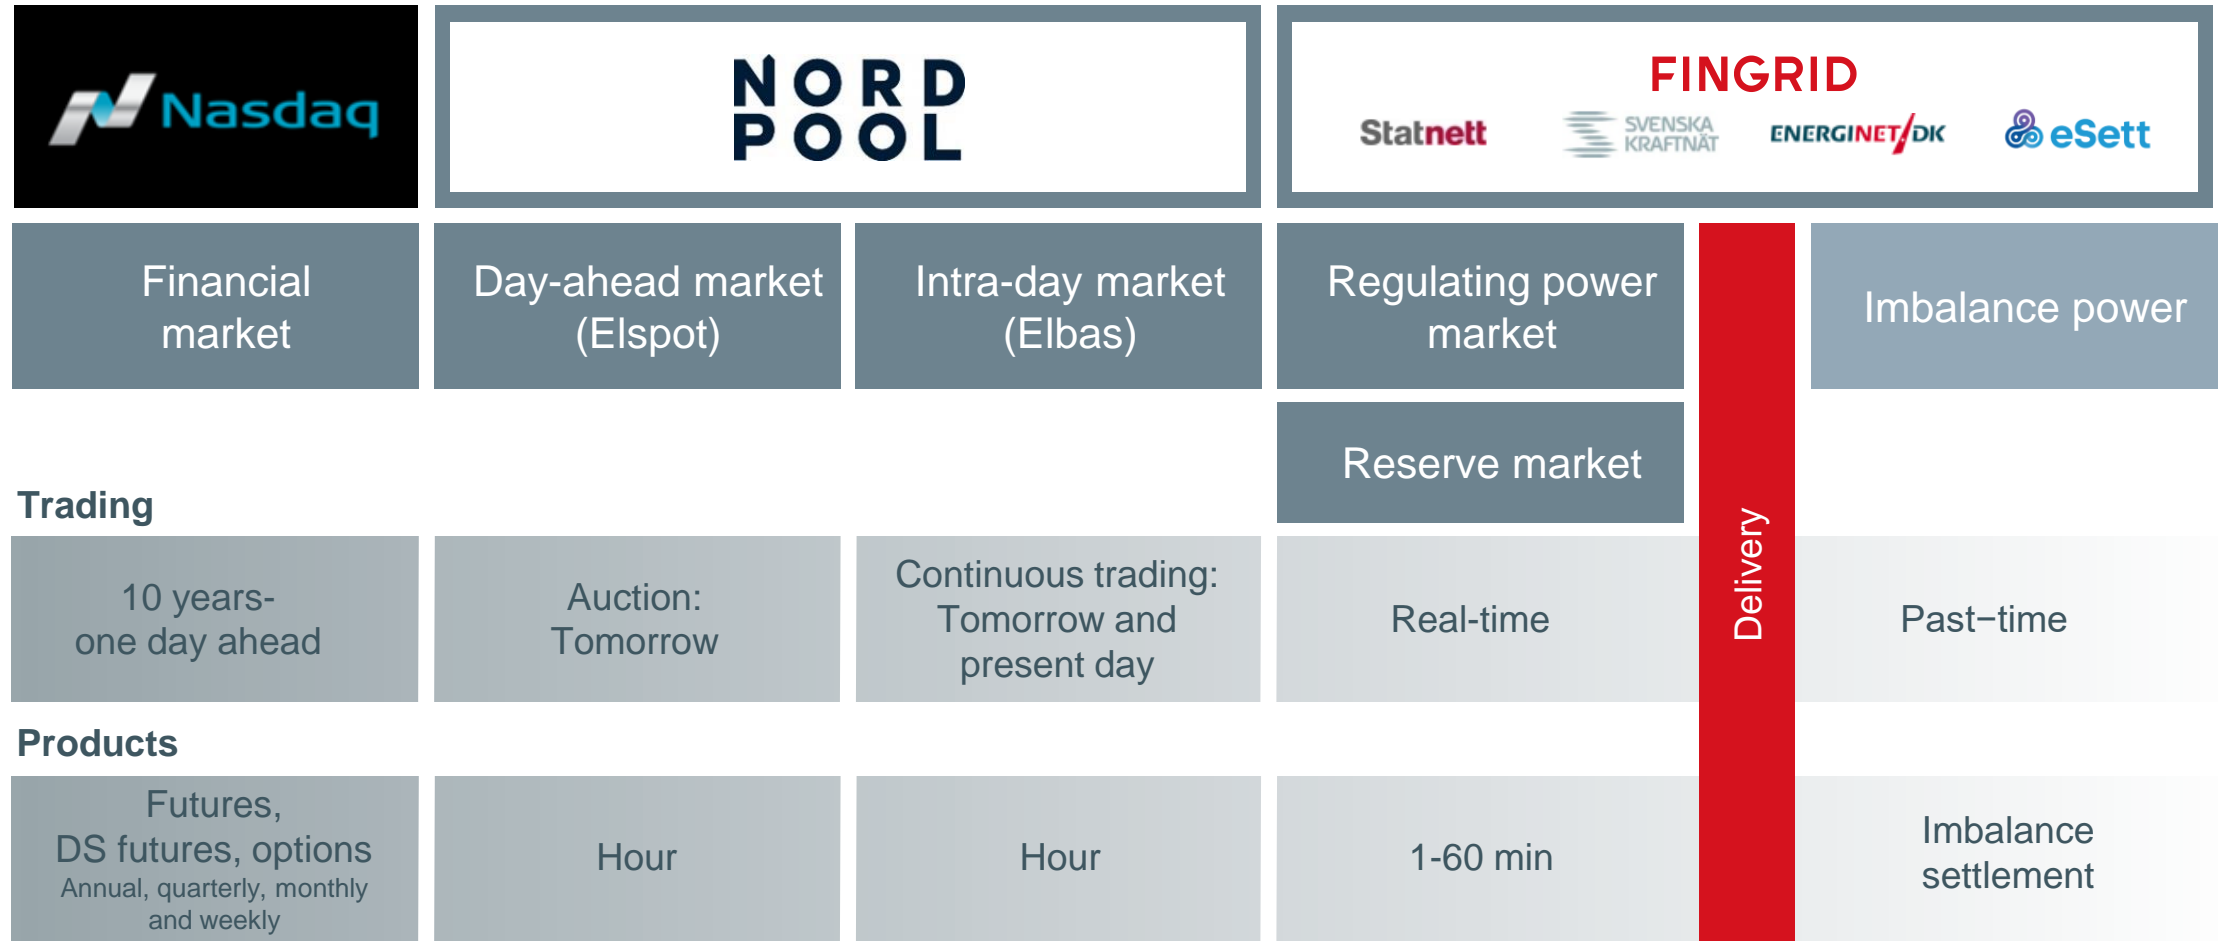 Nasdaq
NORD
POOL
FINGRID
Statnett
SVENSKA
KRAFTNÄT
ENERGINET/DK
eSett
Financial
market
Day-ahead market
(Elspot)
Intra-day market
(Elbas)
Regulating power
market
Imbalance power
Reserve market
Delivery
Trading
10 years-
one day ahead
Auction:
Tomorrow
Continuous trading:
Tomorrow and
present day
Real-time
Past−time
Products
Futures,
DS futures, options
Annual, quarterly, monthly
and weekly
Hour
Hour
1-60 min
Imbalance
settlement